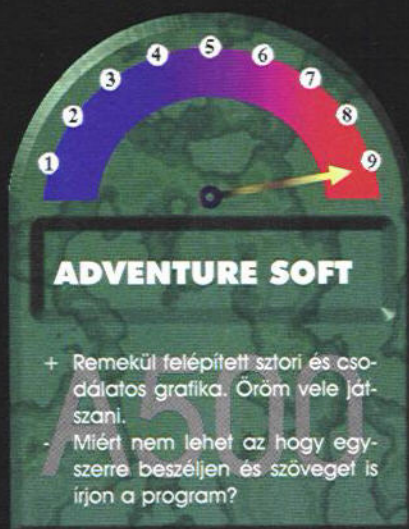 1
2
3
4
5
6
7
8
9
ADVENTURE SOFT
A500
+ Remekül felépített sztori és cso-
dálatos grafika. Öröm vele ját-
szani.
- Miért nem lehet az hogy egy-
szerre beszéljen és szöveget is
írjon a program?